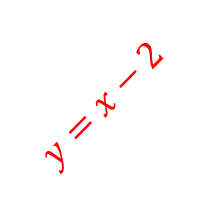 y = x − 2